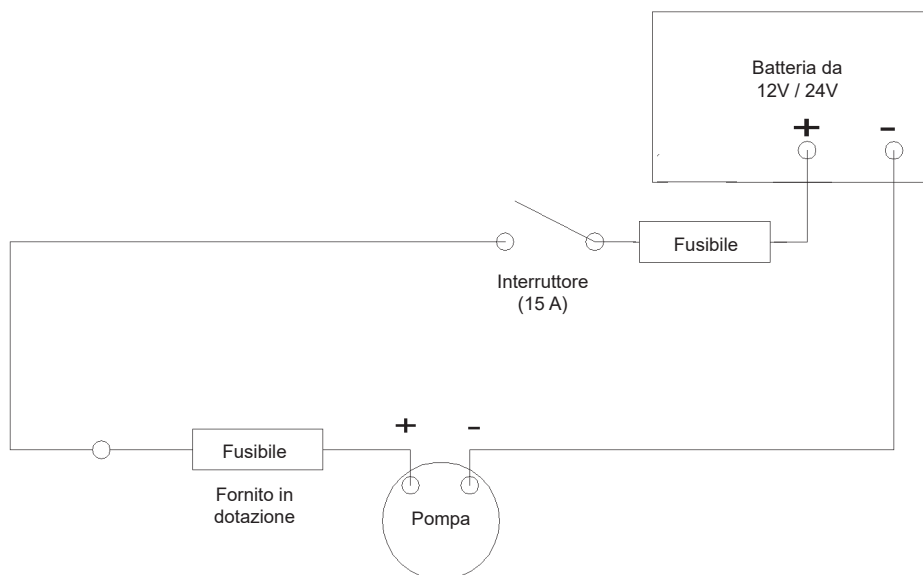 Batteria da
12V / 24V
+ -
Fusibile
Interruttore
(15 A)
+ -
Fusibile
Fornito in
dotazione
Pompa